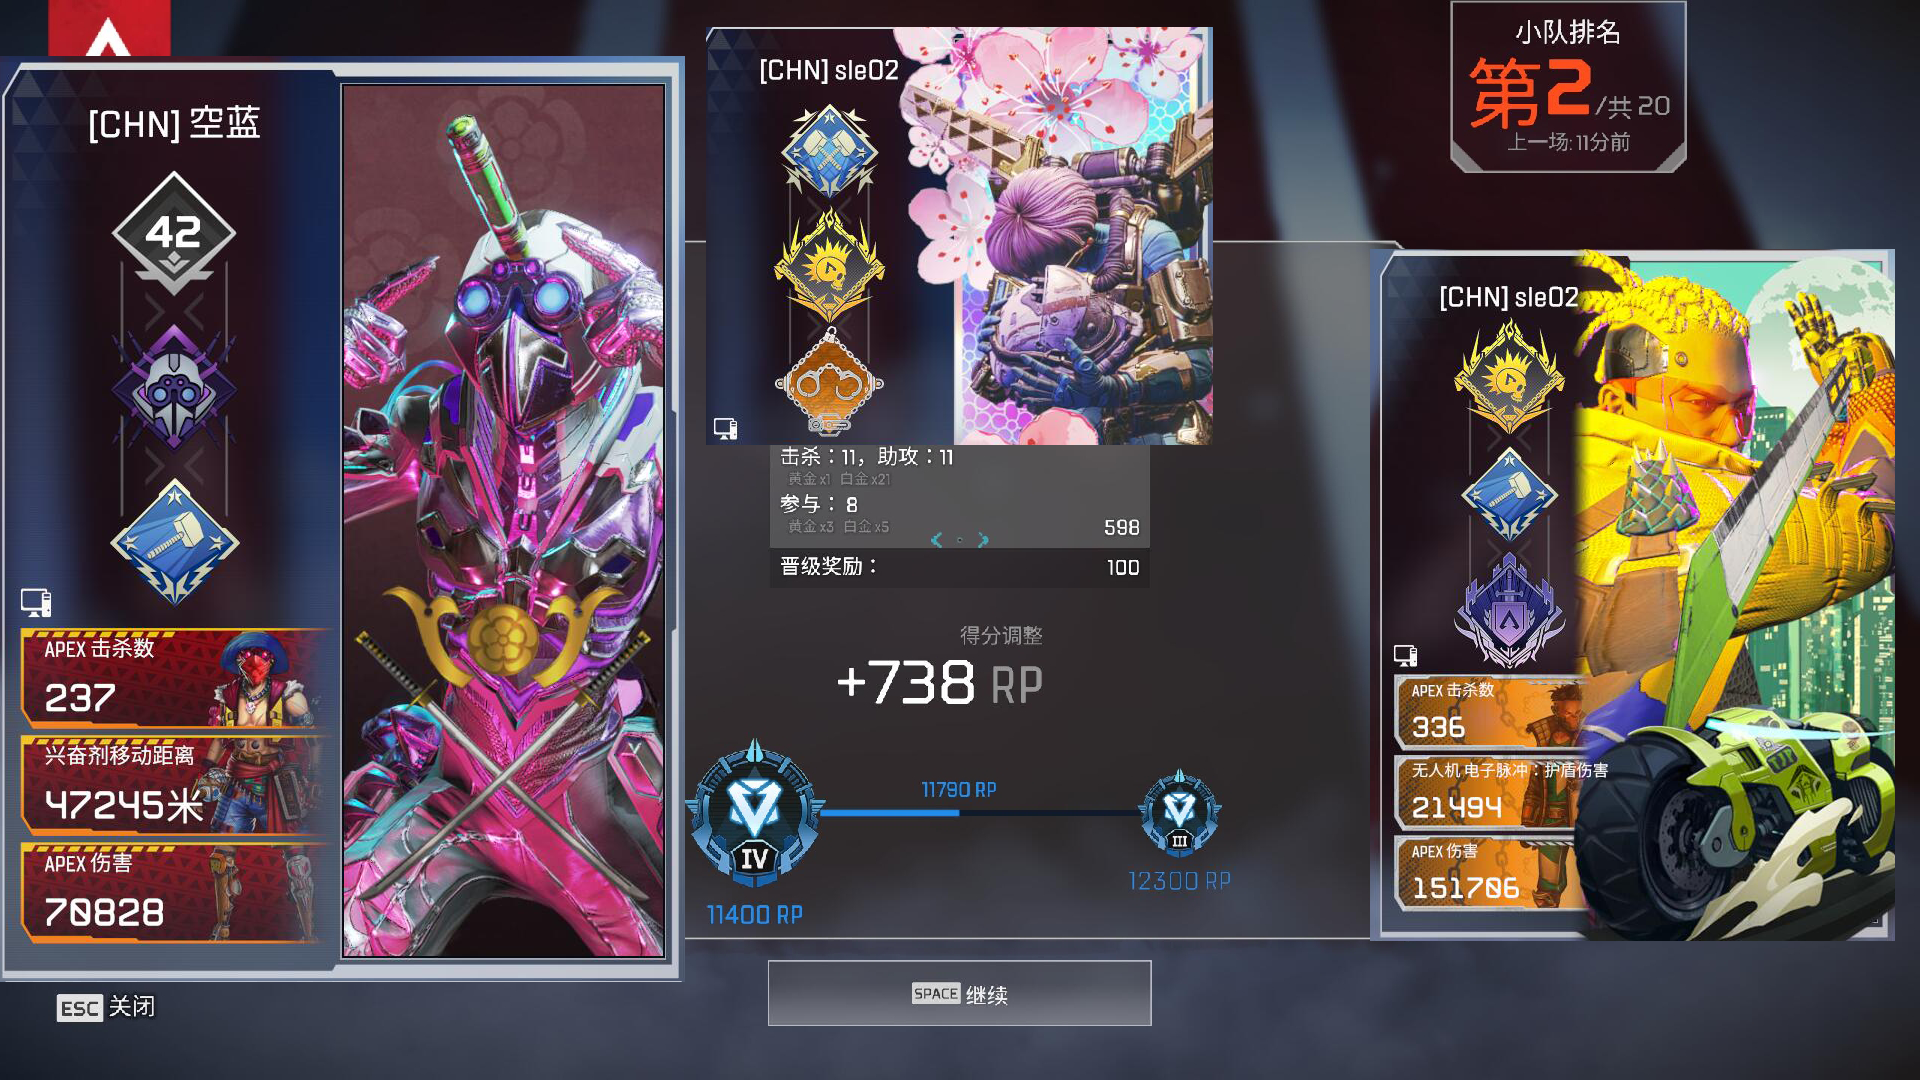 [CHN] 空蓝
42
APEX 击杀数
237
兴奋剂移动距离
47245米
APEX 伤害
70828
ESC 关闭
[CHN] sle02
击杀：11，助攻：11
黄金 x1 白金 x21
参与：8
黄金 x3 白金 x5
598
晋级奖励：
100
得分调整
+738 RP
11790 RP
IV
III
11400 RP
12300 RP
SPACE 继续
小队排名
第2/共20
上一场: 11分前
[CHN] sle02
APEX 击杀数
336
无人机 电子脉冲：护盾伤害
21494
APEX 伤害
151706